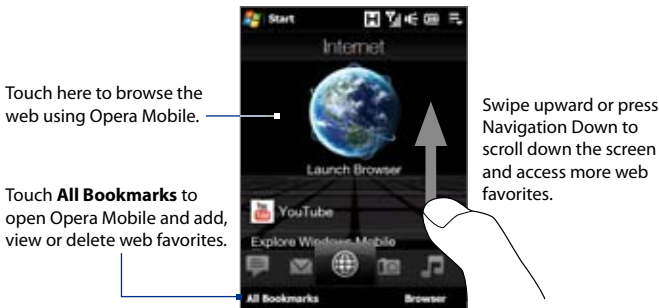 Start
Internet
Touch here to browse the
web using Opera Mobile.
Launch Browser
Swipe upward or press
Navigation Down to
scroll down the screen
and access more web
favorites.
Touch All Bookmarks to
open Opera Mobile and add,
view or delete web favorites.
YouTube
Explore Windows Mobile
All Bookmarks
Browser